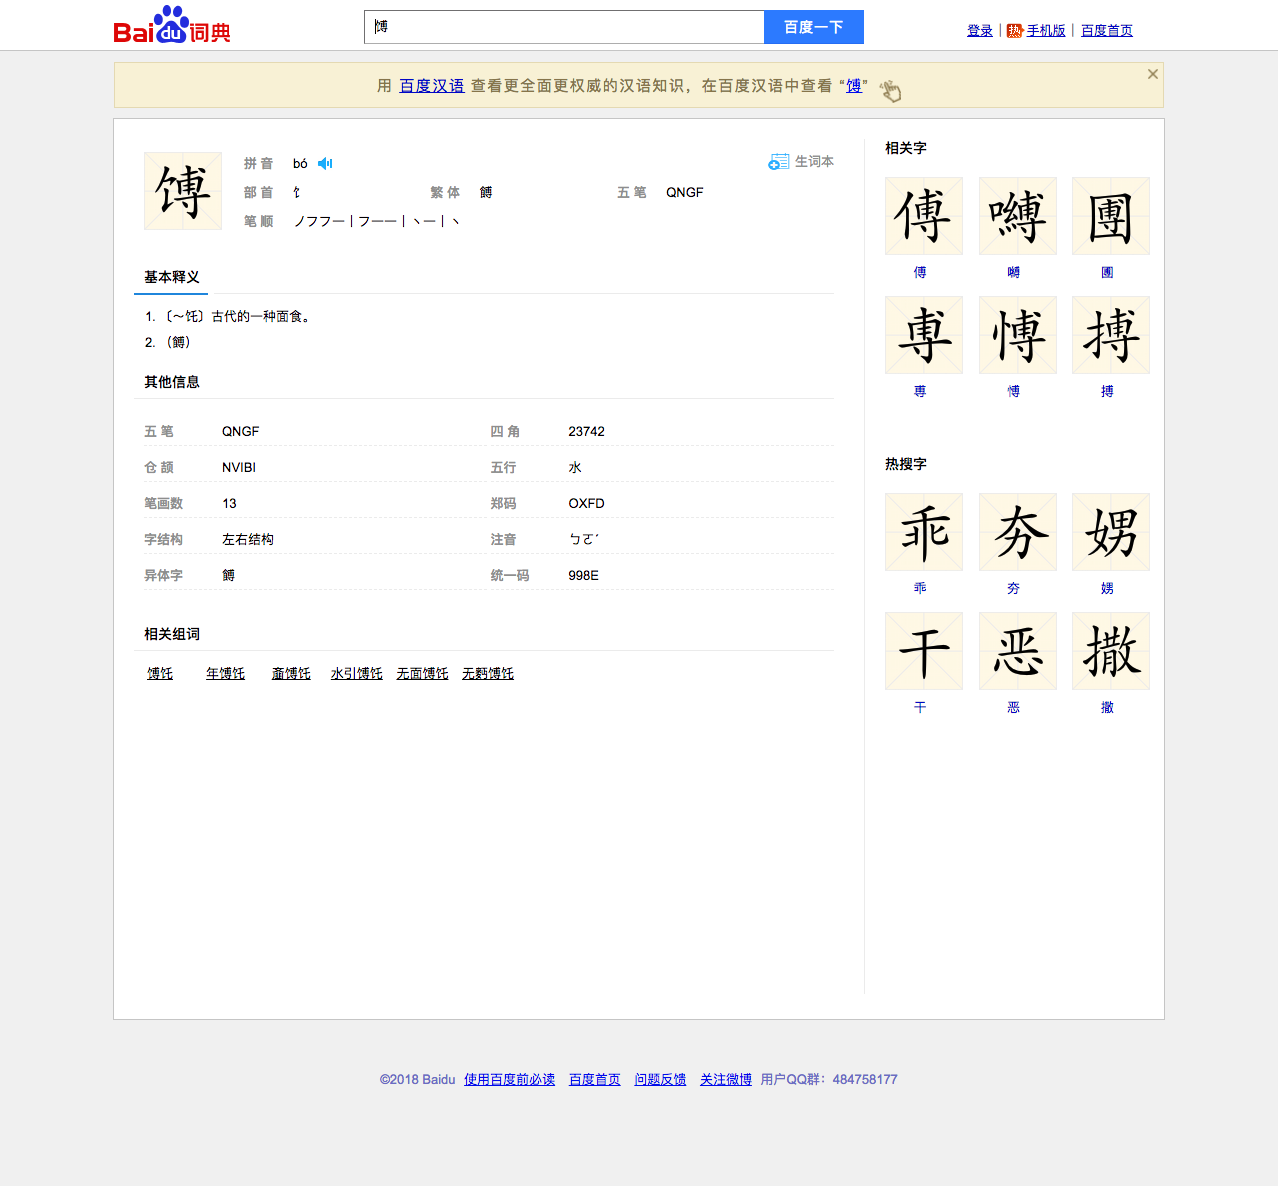 Baidu词典
馎
百度一下
登录 | 热 手机版 | 百度首页
用 百度汉语 查看更全面更权威的汉语知识，在百度汉语中查看 “馎”
馎
拼 音 bó
生词本
部 首 饣 繁 体 餺 五 笔 QNGF
笔 顺 ノフフ一丨フ一一丨丶一丨丶
基本释义
1. 〔～饦〕古代的一种面食。
2. （餺）
其他信息
五 笔 QNGF 四 角 23742
仓 颉 NVIBI 五行 水
笔画数 13 郑码 OXFD
字结构 左右结构 注音 ㄅㄛˊ
异体字 餺 统一码 998E
相关组词
馎饦 年馎饦 齑馎饦 水引馎饦 无面馎饦 无麪馎饦
相关字
傅 噂 圑
傅 圑
尃 愽 搏
尃 愽 搏
热搜字
乖 夯 娚
乖 夯 娚
干 恶 撒
干 恶 撒
©2018 Baidu 使用百度前必读 百度首页 问题反馈 关注微博 用户QQ群：484758177